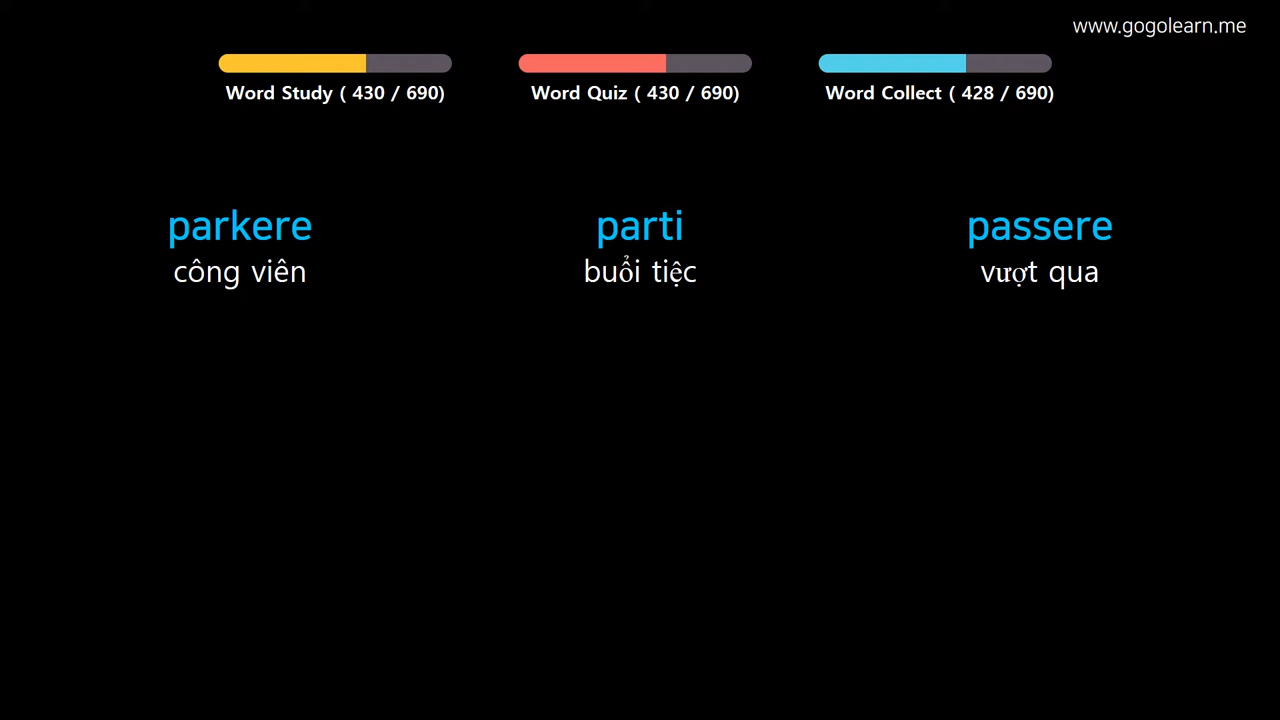 www.gogolearn.me
Word Study ( 430 / 690)
Word Quiz ( 430 / 690)
Word Collect ( 428 / 690)
parkere
công viên
parti
buổi tiệc
passere
vượt qua